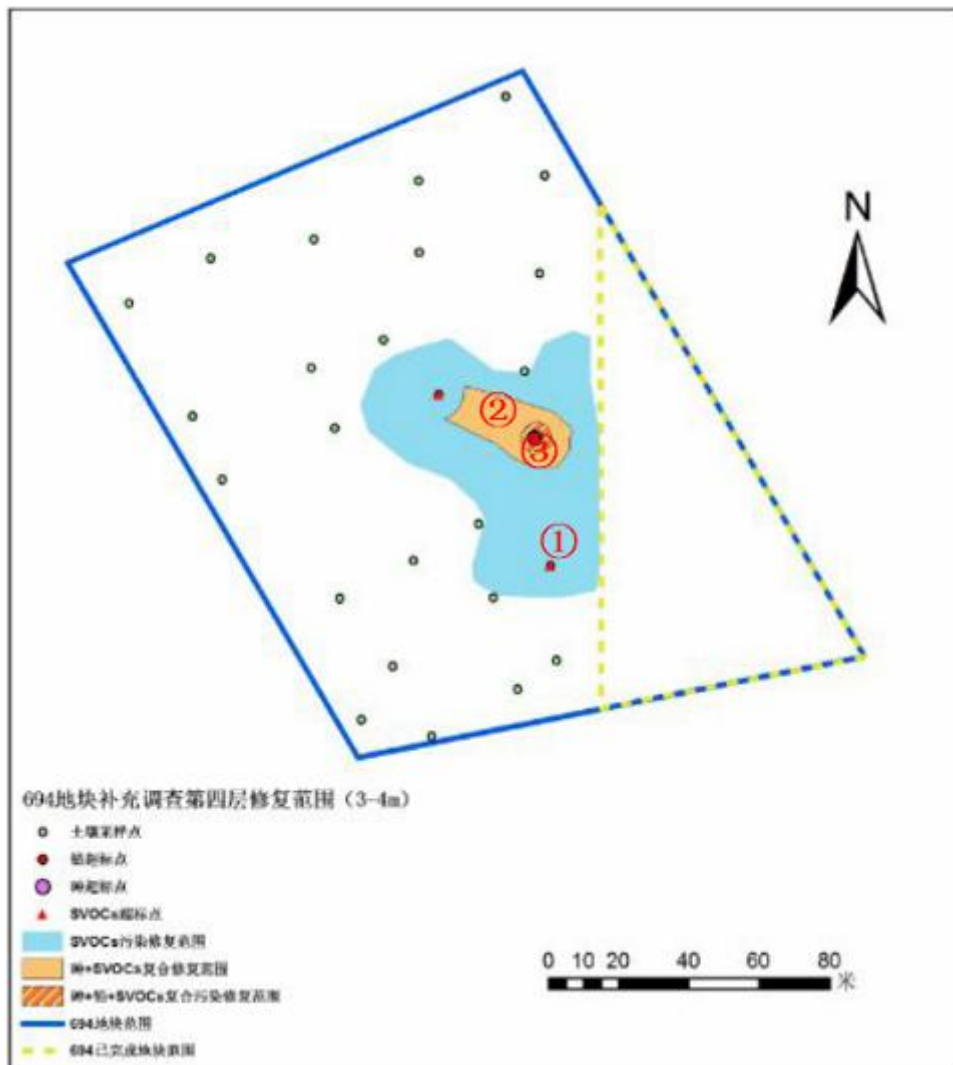 N
②
③
①
694地块补充调查第四层修复范围（3-4m）
土壤采样点
铅超标点
砷超标点
SVOCs超标点
SVOCs污染修复范围
砷+SVOCs复合修复范围
砷+铅+SVOCs复合污染修复范围
694地块范围
694已完成地块范围
0 10 20 40 60 80
米